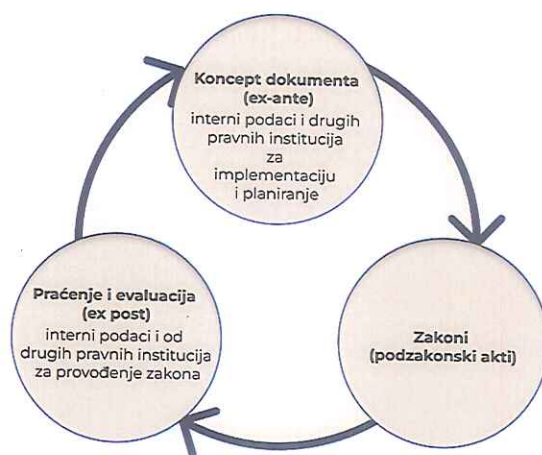 Koncept dokumenta
(ex-ante)
interni podaci i drugih
pravnih institucija
za
implementaciju
i planiranje
Zakoni
(podzakonski akti)
Praćenje i evaluacija
(ex post)
interni podaci i od
drugih pravnih institucija
za provođenje zakona